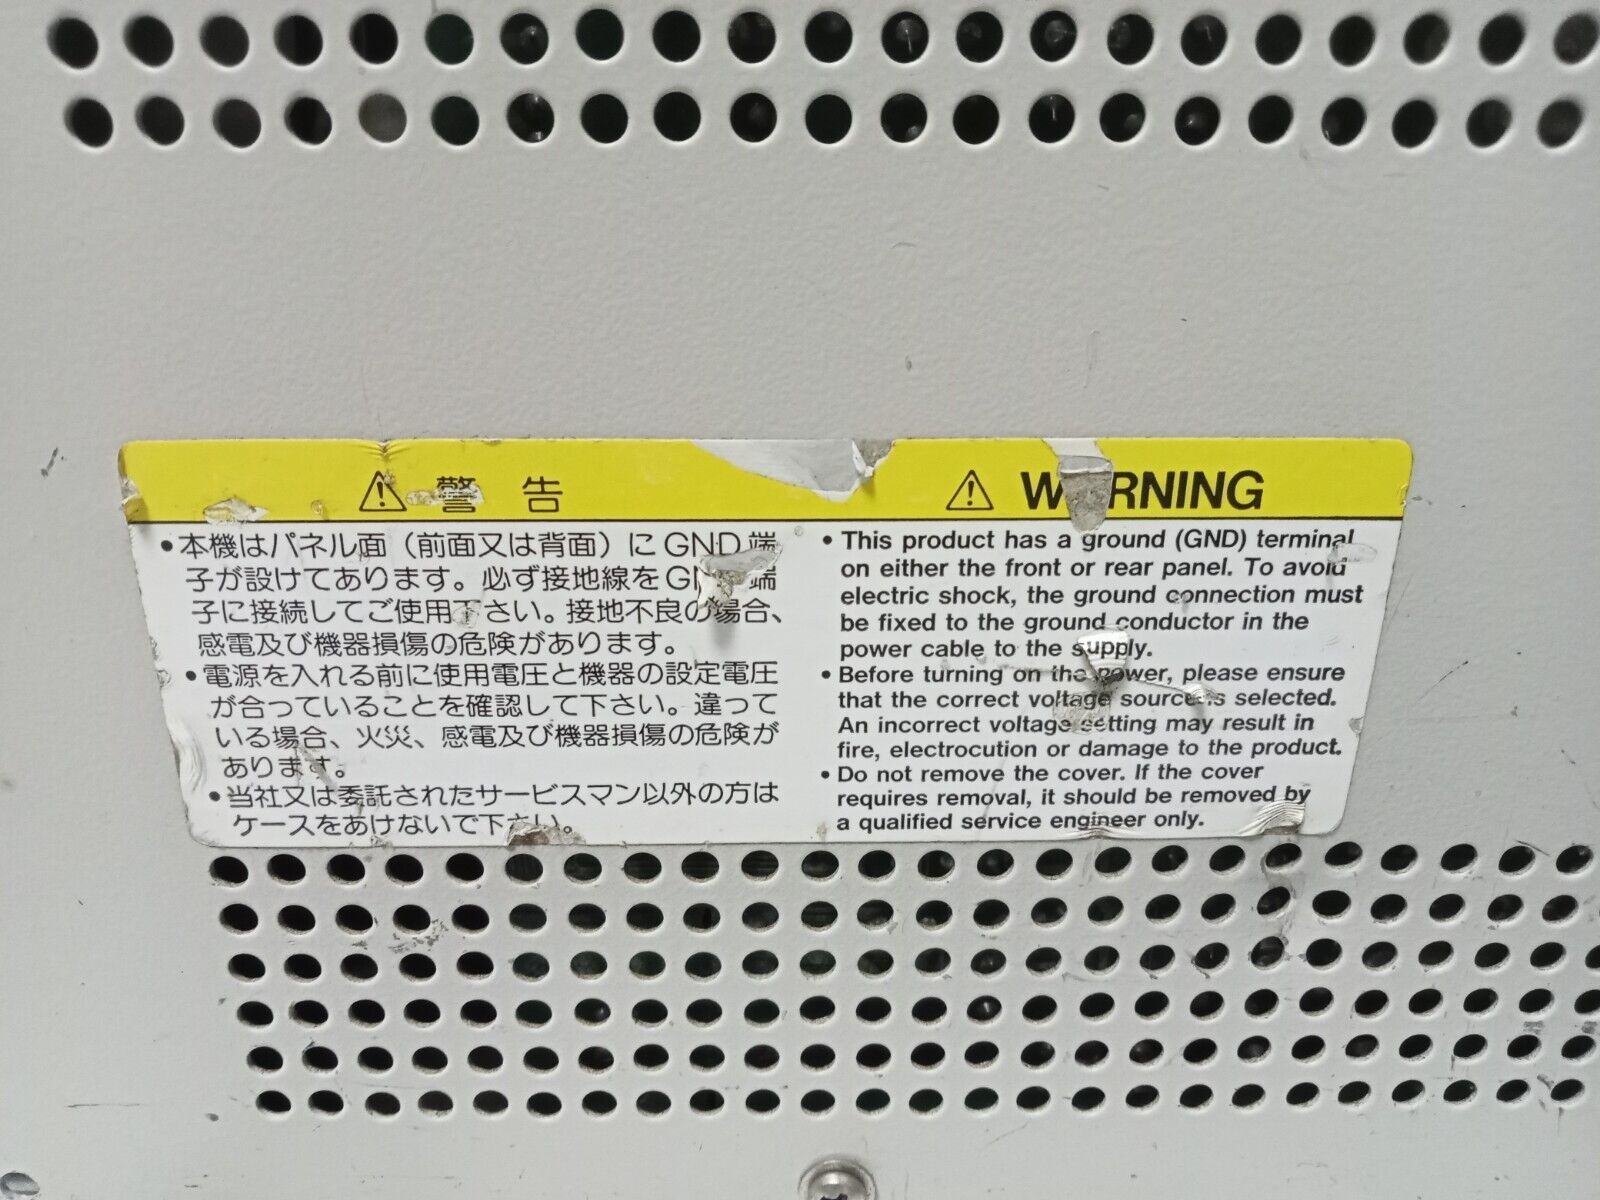 警告
・本機はパネル面（前面又は背面）にGND端
子が設けてあります。必ず接地線をGND端
子に接続してご使用下さい。接地不良の場合、
感電及び機器損傷の危険があります。
・電源を入れる前に使用電圧と機器の設定電圧
が合っていることを確認して下さい。違って
いる場合、火災、感電及び機器損傷の危険が
あります。
・当社又は委託されたサービスマン以外の方は
ケースをあけないで下さい。
WARNING
• This product has a ground (GND) terminal
on either the front or rear panel. To avoid
electric shock, the ground connection must
be fixed to the ground conductor in the
power cable to the supply.
• Before turning on the power, please ensure
that the correct voltage source is selected.
An incorrect voltage setting may result in
fire, electrocution or damage to the product.
• Do not remove the cover. If the cover
requires removal, it should be removed by
a qualified service engineer only.